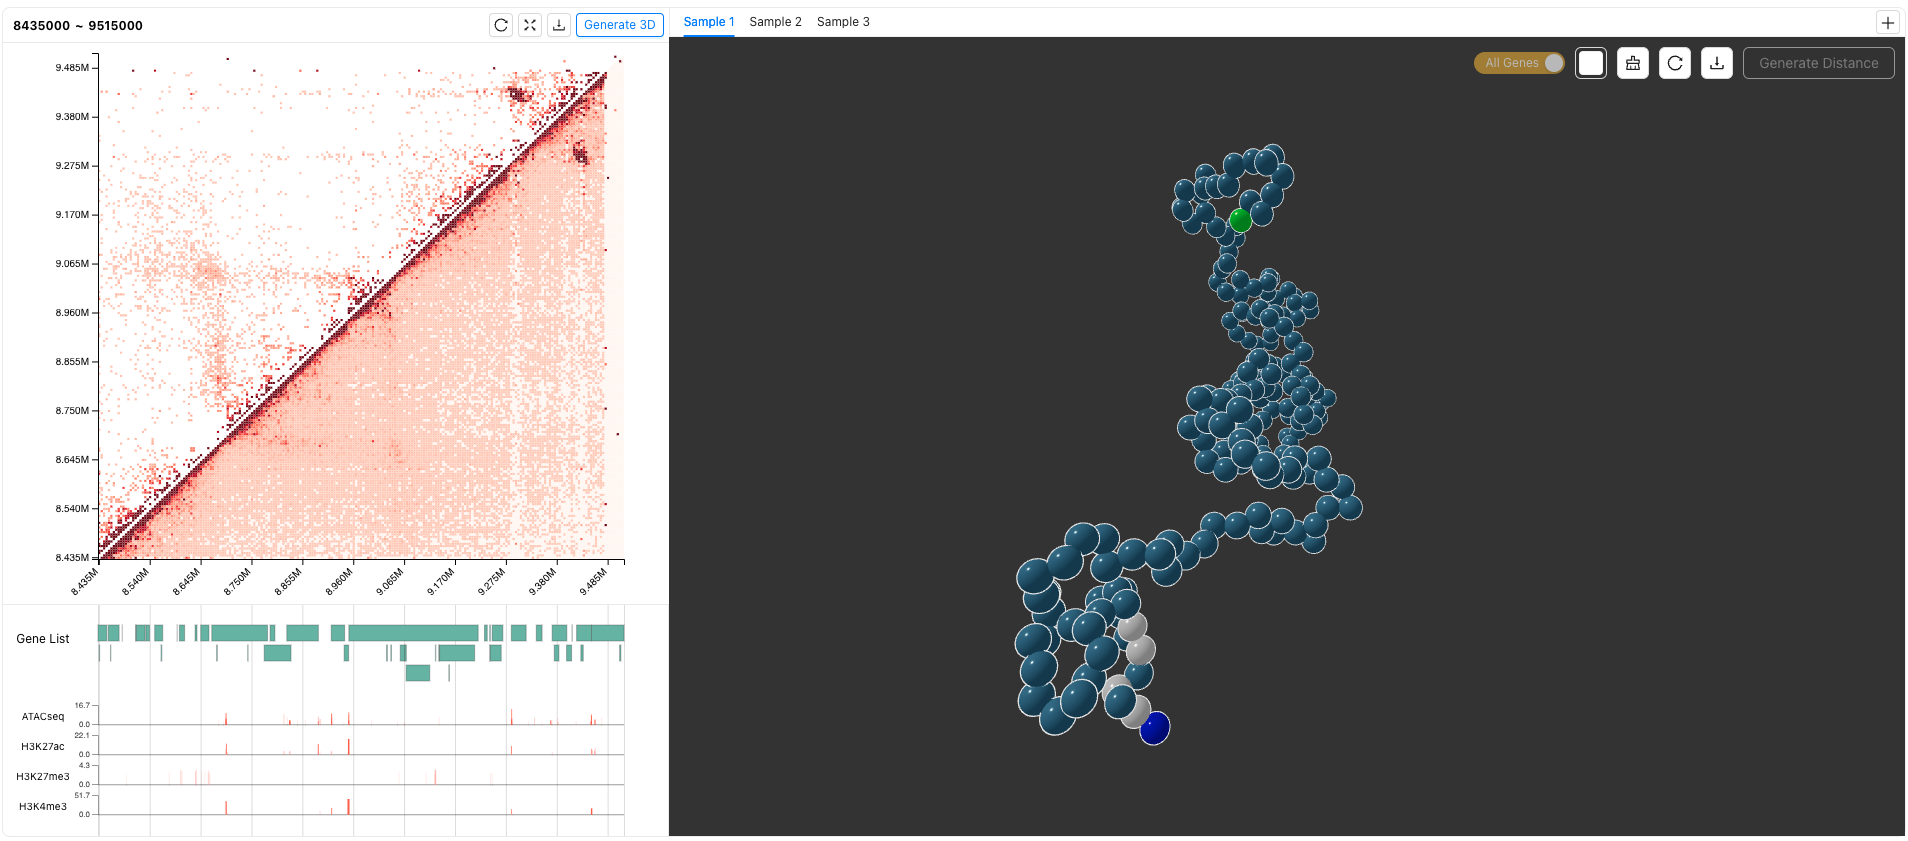 8435000 ~ 9515000
Generate 3D
Sample 1
Sample 2
Sample 3
All Genes
Generate Distance
9.485M
9.380M
9.275M
9.170M
9.065M
8.960M
8.855M
8.750M
8.645M
8.540M
8.435M
8.435M
8.540M
8.645M
8.750M
8.855M
8.960M
9.065M
9.170M
9.275M
9.380M
9.485M
Gene List
ATACseq
16.7
0.0
H3K27ac
22.1
0.0
H3K27me3
4.3
0.0
H3K4me3
51.7
0.0